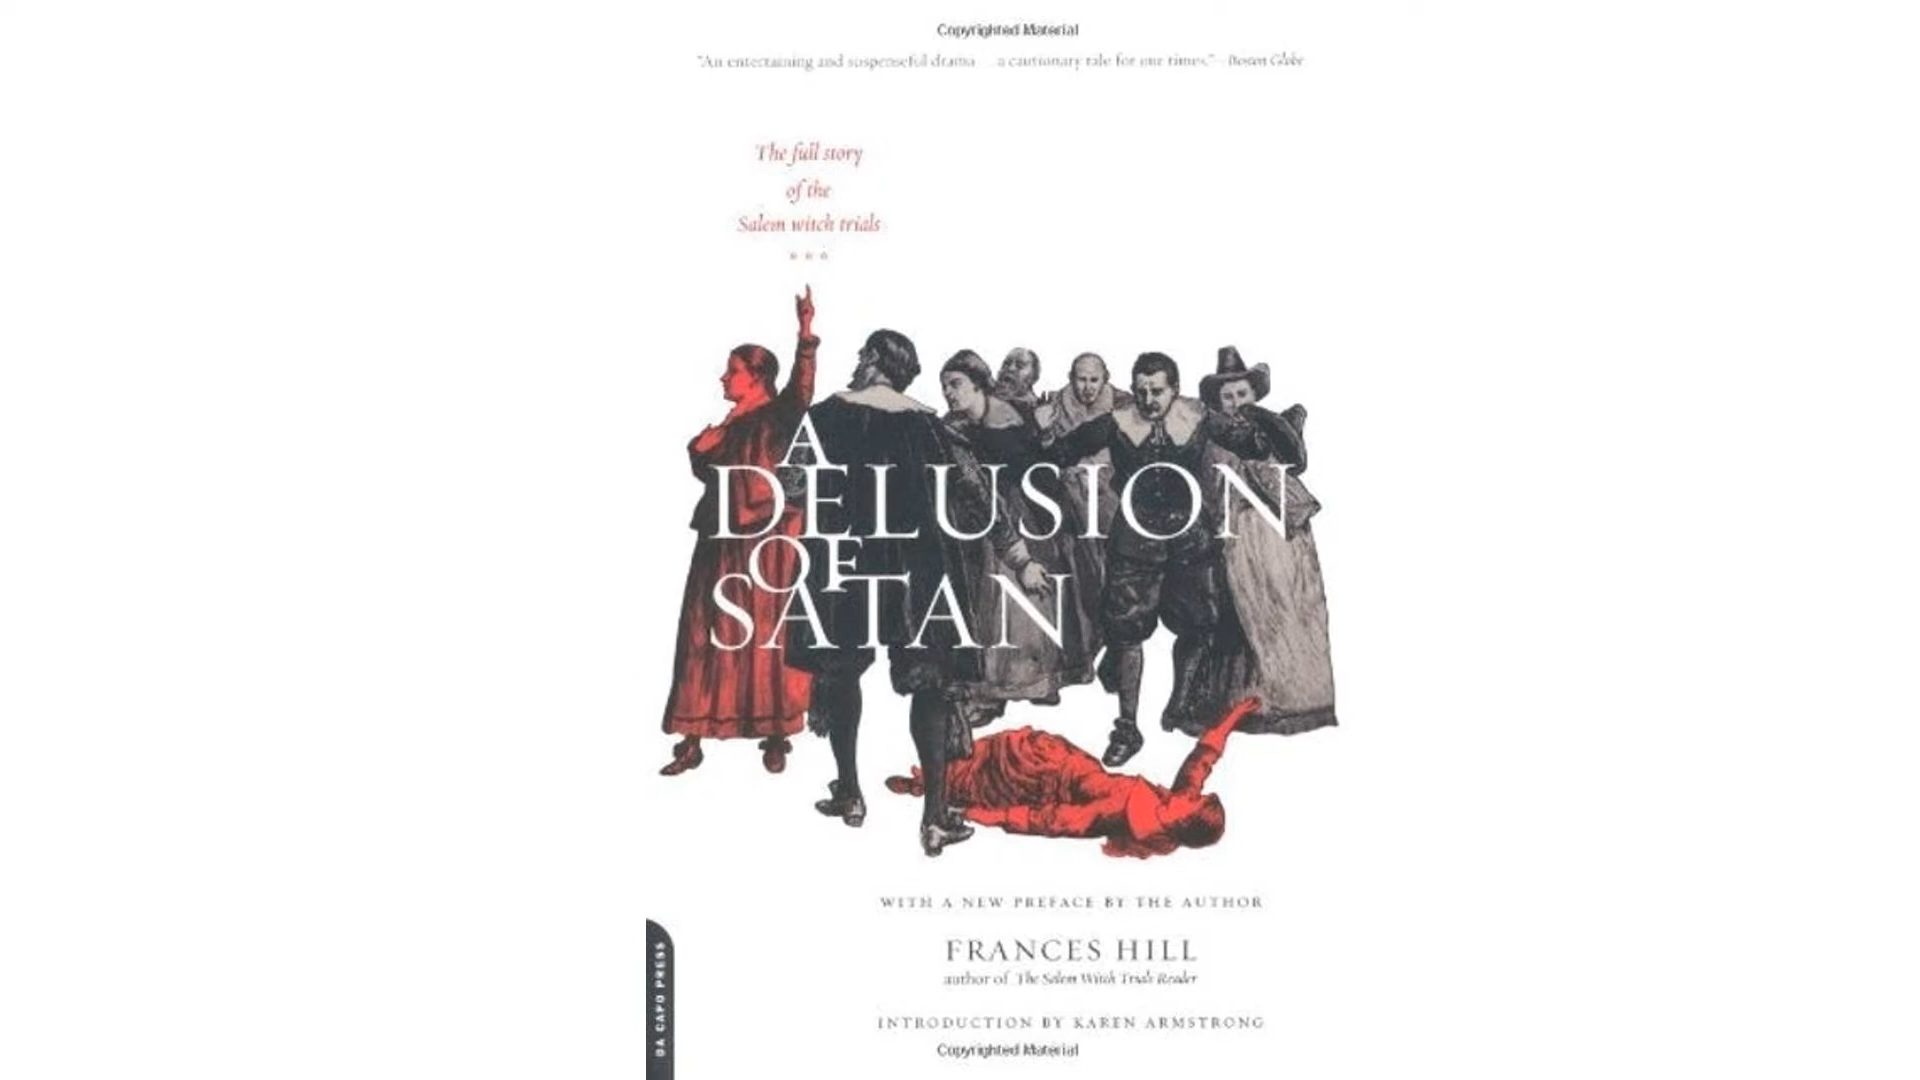 Copyrighted Material
"An entertaining and suspenseful drama . . . a cautionary tale for our times."—Boston Globe
The full story
of the
Salem witch trials
A
DELUSION
OF
SATAN
WITH A NEW PREFACE BY THE AUTHOR
FRANCES HILL
author of The Salem Witch Trials Reader
INTRODUCTION BY KAREN ARMSTRONG
Copyrighted Material
DA CAPO PRESS